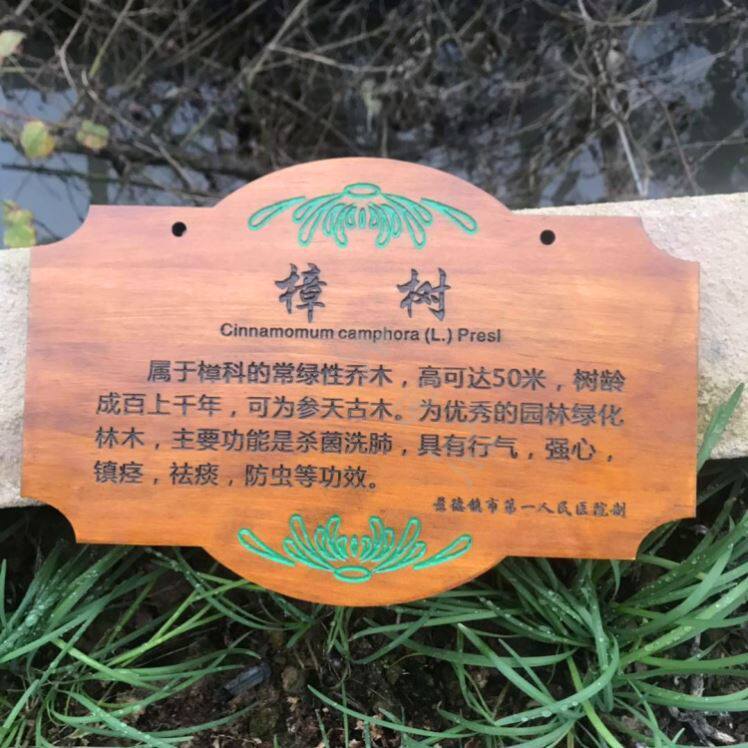 樟树
Cinnamomum camphora (L.) Presl
属于樟科的常绿性乔木，高可达50米，树龄
成百上千年，可为参天古木。为优秀的园林绿化
林木，主要功能是杀菌洗肺，具有行气，强心，
镇痉，祛痰，防虫等功效。
景德镇市第一人民医院制